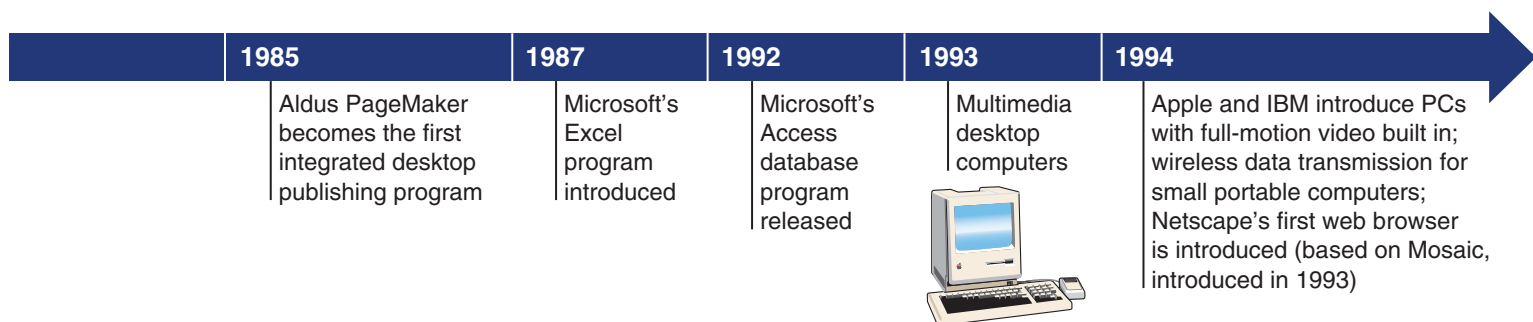 1985
Aldus PageMaker
becomes the first
integrated desktop
publishing program
1987
Microsoft’s
Excel
program
introduced
1992
Microsoft’s
Access
database
program
released
1993
Multimedia
desktop
computers
1994
Apple and IBM introduce PCs
with full-motion video built in;
wireless data transmission for
small portable computers;
Netscape’s first web browser
is introduced (based on Mosaic,
introduced in 1993)